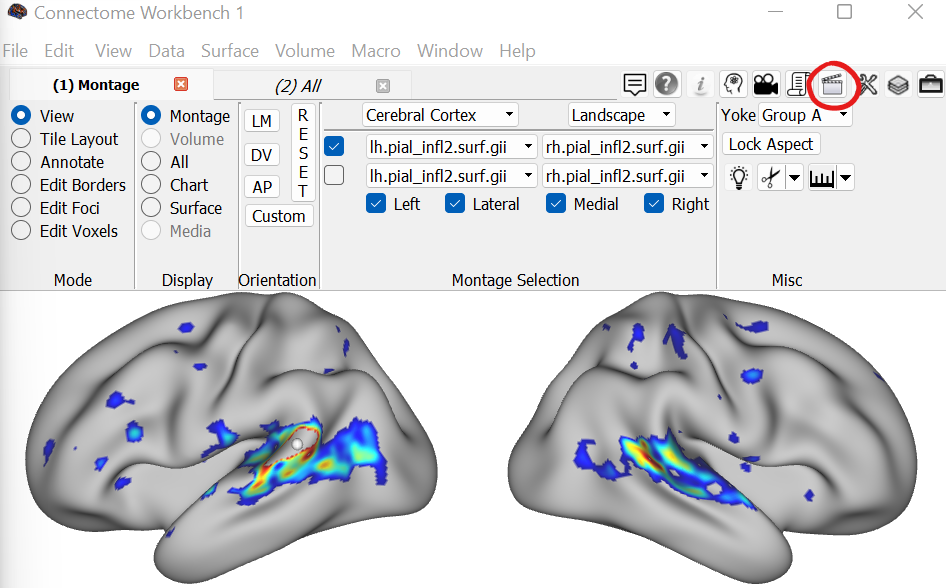 Connectome Workbench 1
File Edit View Data Surface Volume Macro Window Help
(1) Montage (2) All
View
Tile Layout
Annotate
Edit Borders
Edit Foci
Edit Voxels
Mode
Montage
Volume
All
Chart
Surface
Media
Display
LM
DV
AP
Custom
RESET
Orientation
Cerebral Cortex Landscape
lh.pial_infl2.surf.gii rh.pial_infl2.surf.gii
lh.pial_infl2.surf.gii rh.pial_infl2.surf.gii
Left Lateral Medial Right
Montage Selection
Yoke Group A
Lock Aspect
Misc